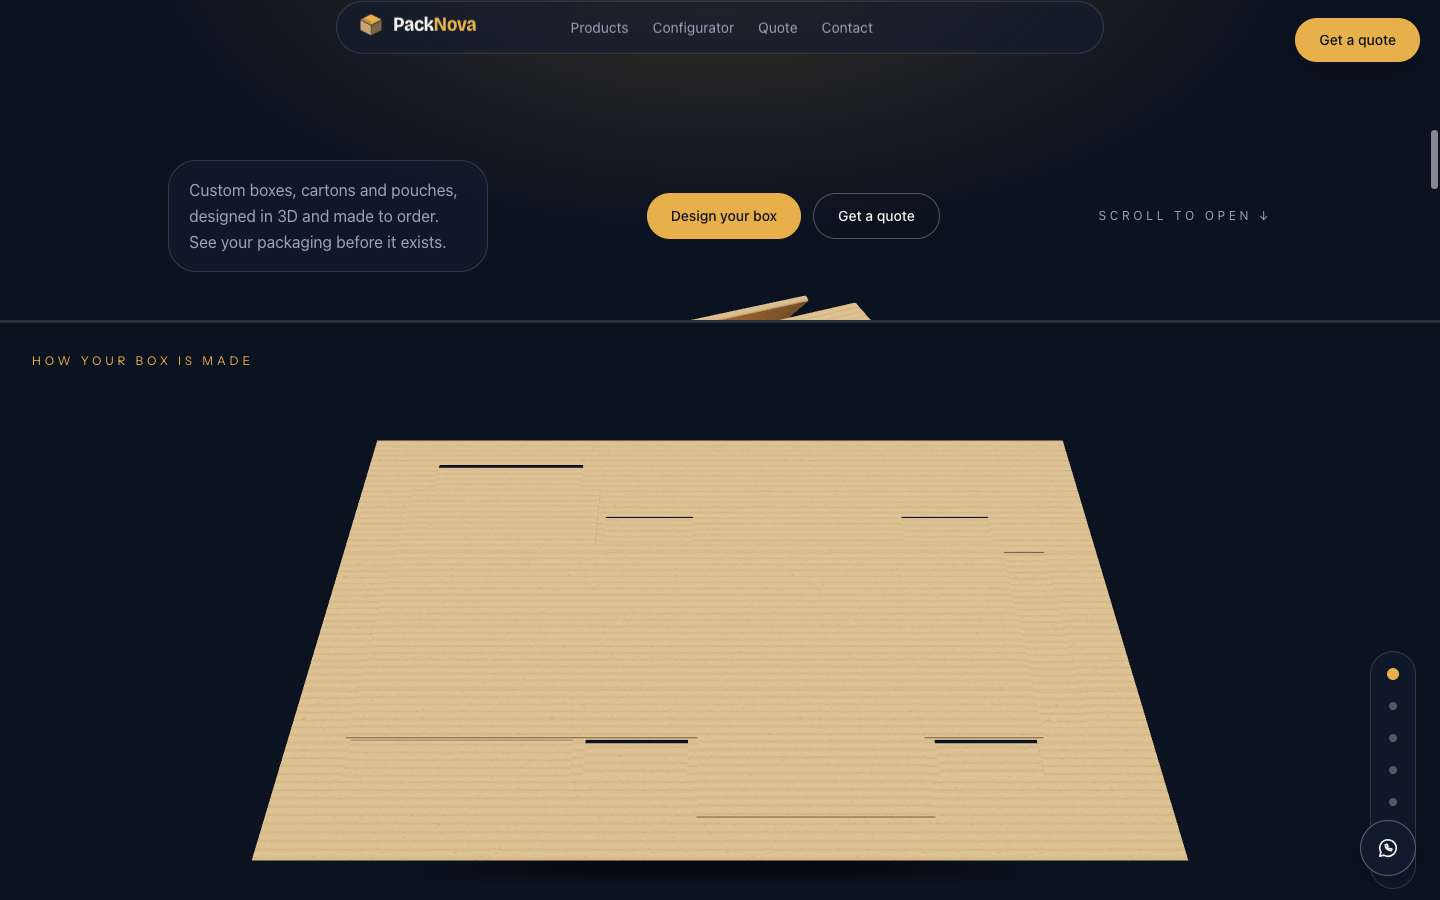 PackNova
Products
Configurator
Quote
Contact
Get a quote
Custom boxes, cartons and pouches,
designed in 3D and made to order.
See your packaging before it exists.
Design your box
Get a quote
SCROLL TO OPEN ↓
HOW YOUR BOX IS MADE